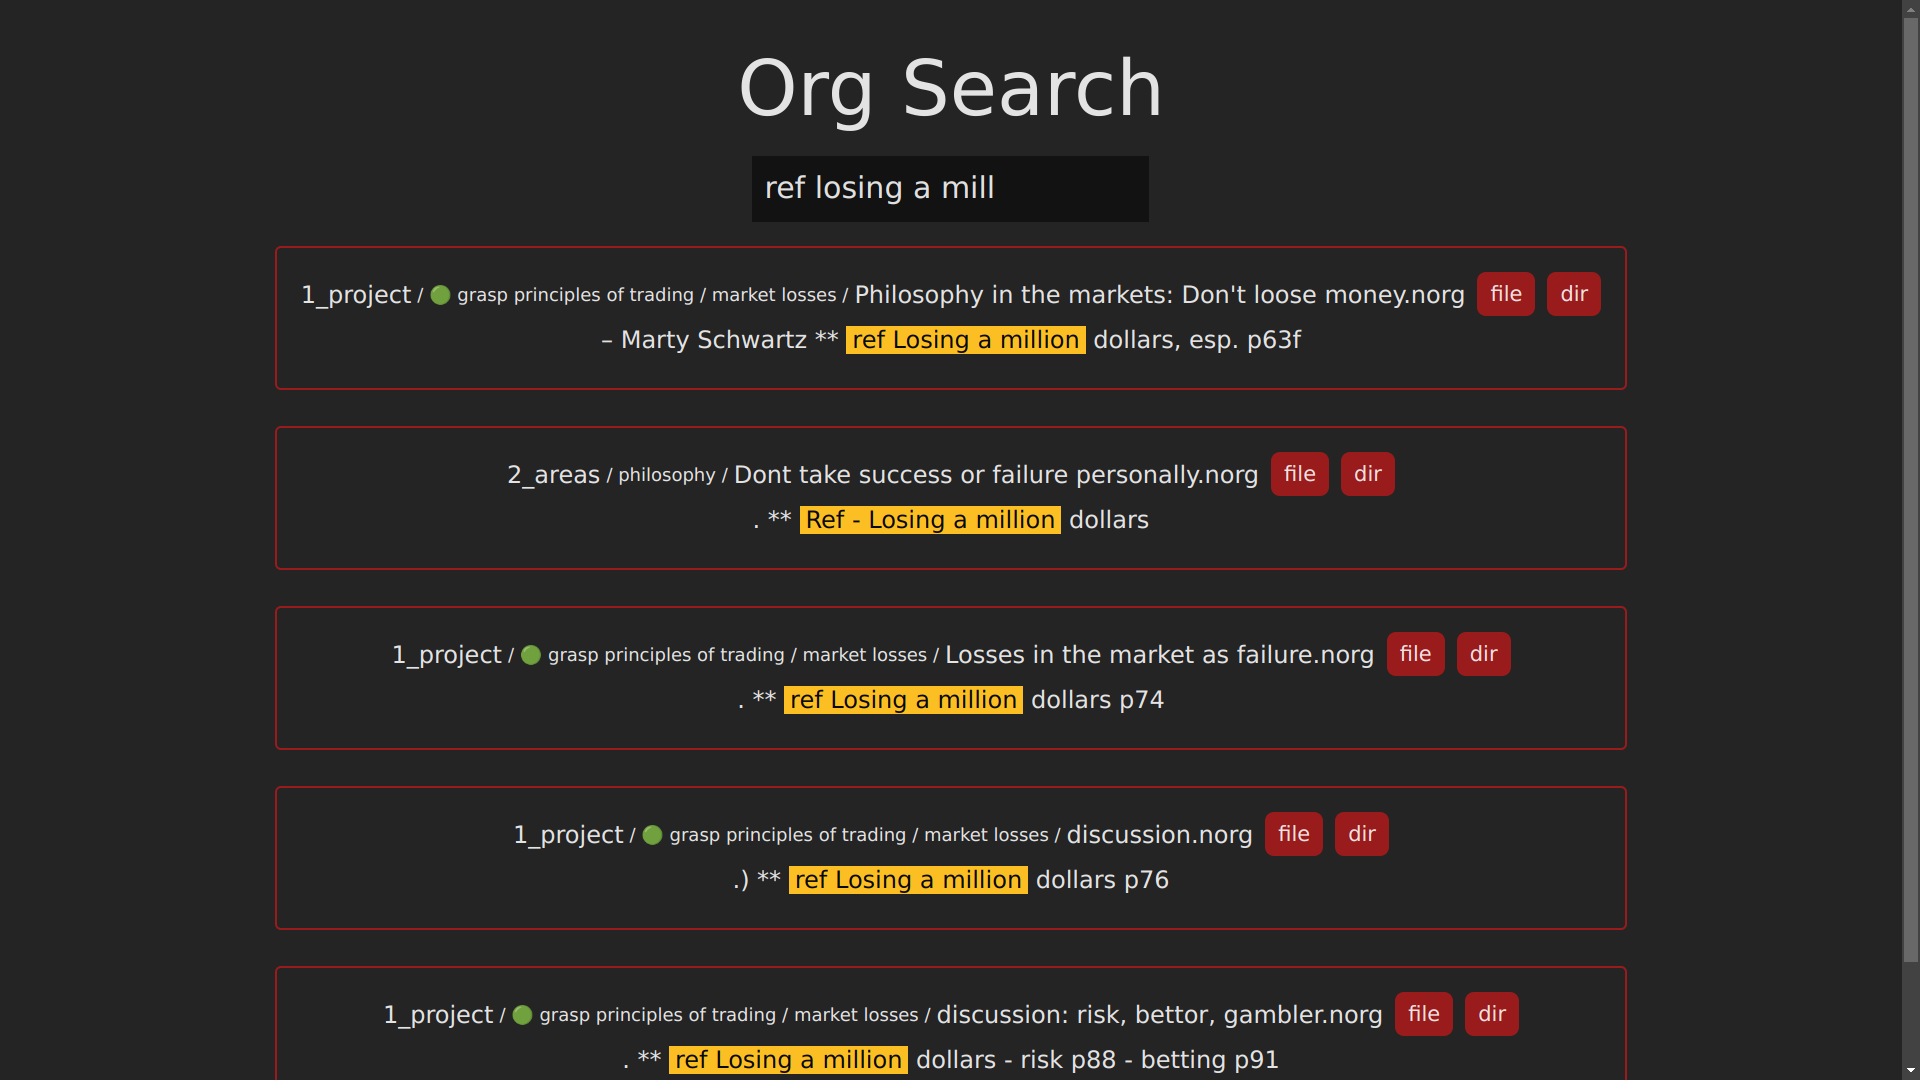 Org Search
ref losing a mill
1_project / 🟢 grasp principles of trading / market losses / Philosophy in the markets: Don't loose money.norg file dir
– Marty Schwartz ** ref Losing a million dollars, esp. p63f
2_areas / philosophy / Dont take success or failure personally.norg file dir
. ** Ref - Losing a million dollars
1_project / 🟢 grasp principles of trading / market losses / Losses in the market as failure.norg file dir
. ** ref Losing a million dollars p74
1_project / 🟢 grasp principles of trading / market losses / discussion.norg file dir
.) ** ref Losing a million dollars p76
1_project / 🟢 grasp principles of trading / market losses / discussion: risk, bettor, gambler.norg file dir
. ** ref Losing a million dollars - risk p88 - betting p91